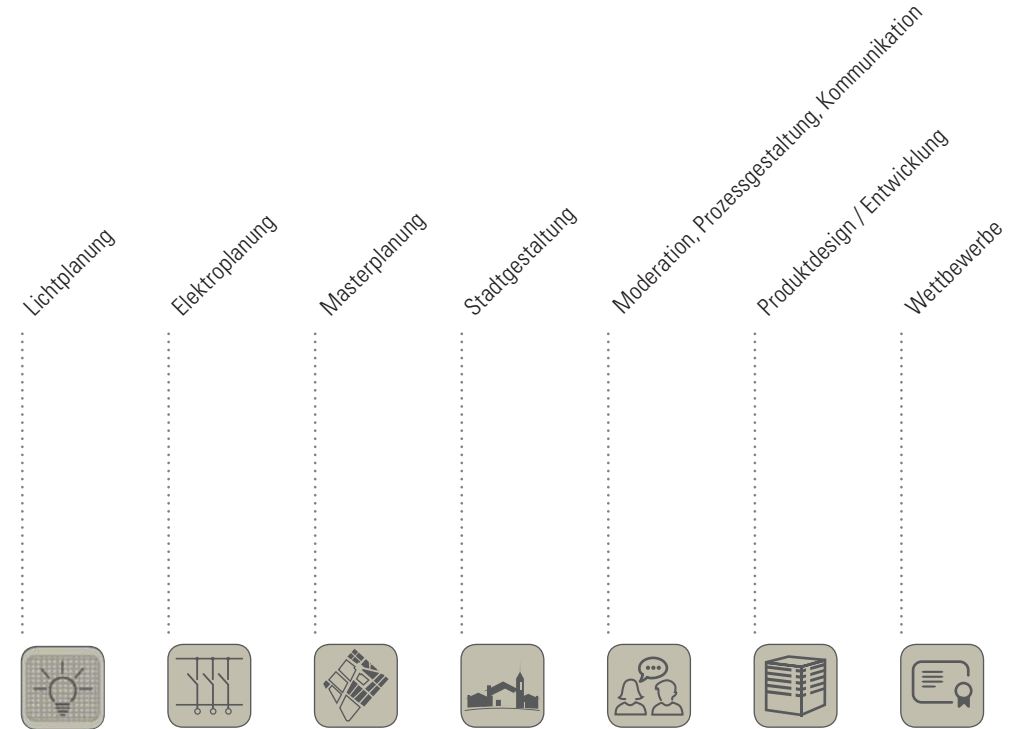 Lichtplanung
Elektroplanung
Masterplanung
Stadtgestaltung
Moderation, Prozessgestaltung, Kommunikation
Produktdesign / Entwicklung
Wettbewerbe